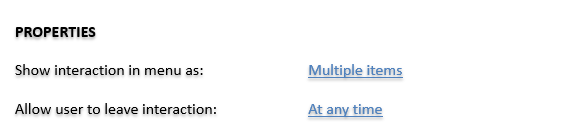 PROPERTIES
Show interaction in menu as: Multiple items
Allow user to leave interaction: At any time